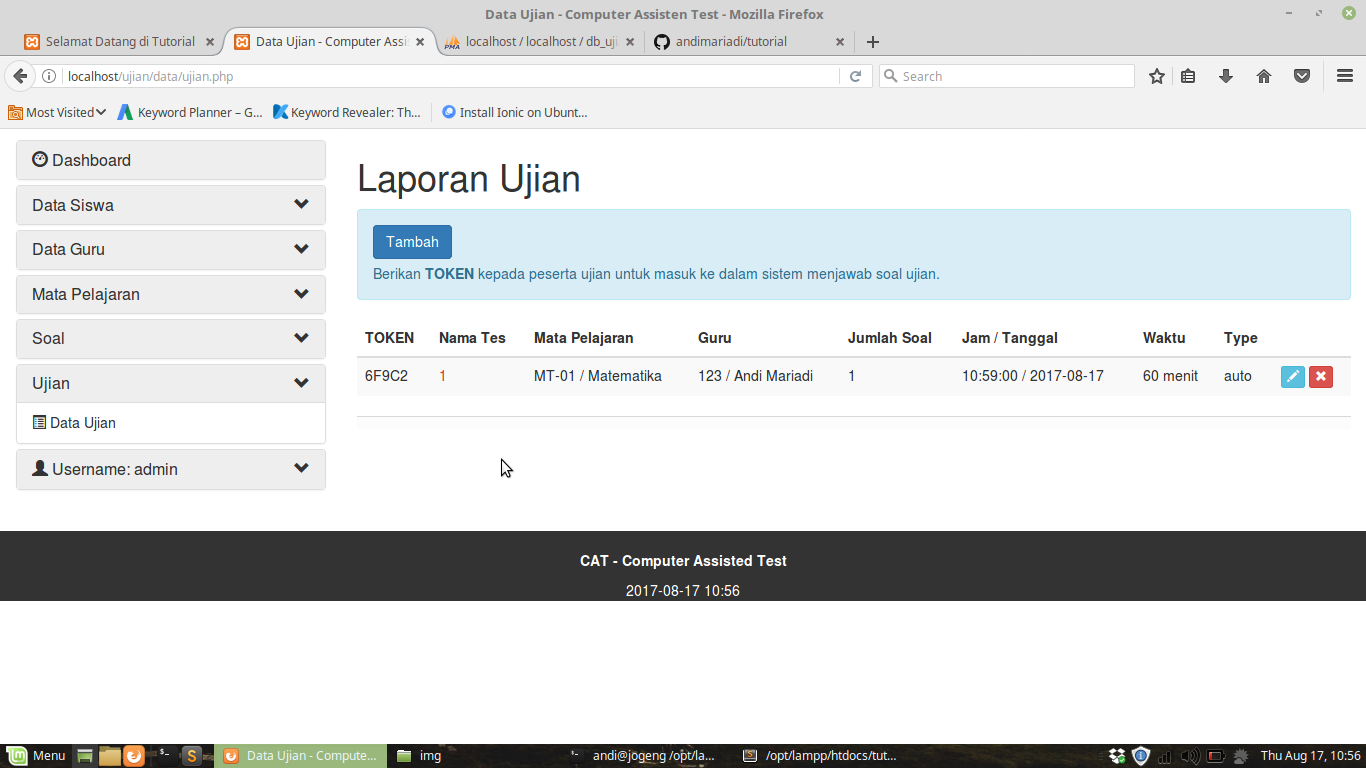 Data Ujian - Computer Assisten Test - Mozilla Firefox
Selamat Datang di Tutorial
Data Ujian - Computer Assis
localhost / localhost / db_uji
andimariadi/tutorial
localhost/ujian/data/ujian.php
Search
Most Visited
Keyword Planner – G...
Keyword Revealer: Th...
Install Ionic on Ubunt...
Dashboard
Data Siswa
Data Guru
Mata Pelajaran
Soal
Ujian
Data Ujian
Username: admin
Laporan Ujian
Tambah
Berikan TOKEN kepada peserta ujian untuk masuk ke dalam sistem menjawab soal ujian.
TOKEN Nama Tes Mata Pelajaran Guru Jumlah Soal Jam / Tanggal Waktu Type
6F9C2 1 MT-01 / Matematika 123 / Andi Mariadi 1 10:59:00 / 2017-08-17 60 menit auto
CAT - Computer Assisted Test
2017-08-17 10:56
Menu
Data Ujian - Compute...
img
andi@jogeng /opt/la...
/opt/lampp/htdocs/tut...
Thu Aug 17, 10:56